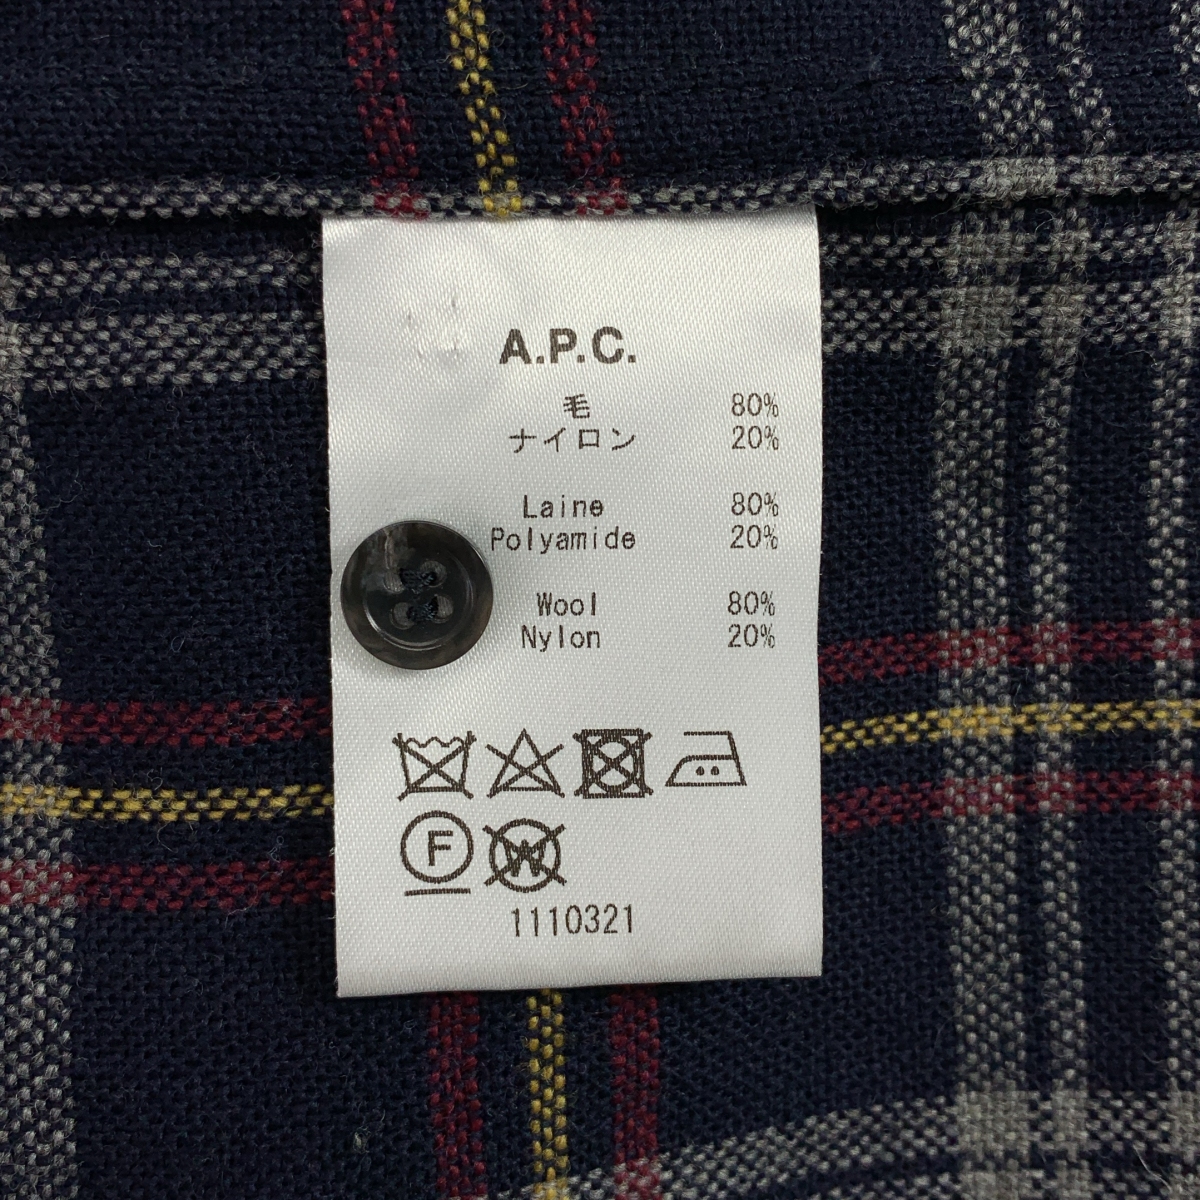 A.P.C.
毛 80%
ナイロン 20%
Laine 80%
Polyamide 20%
Wool 80%
Nylon 20%
F W
1110321